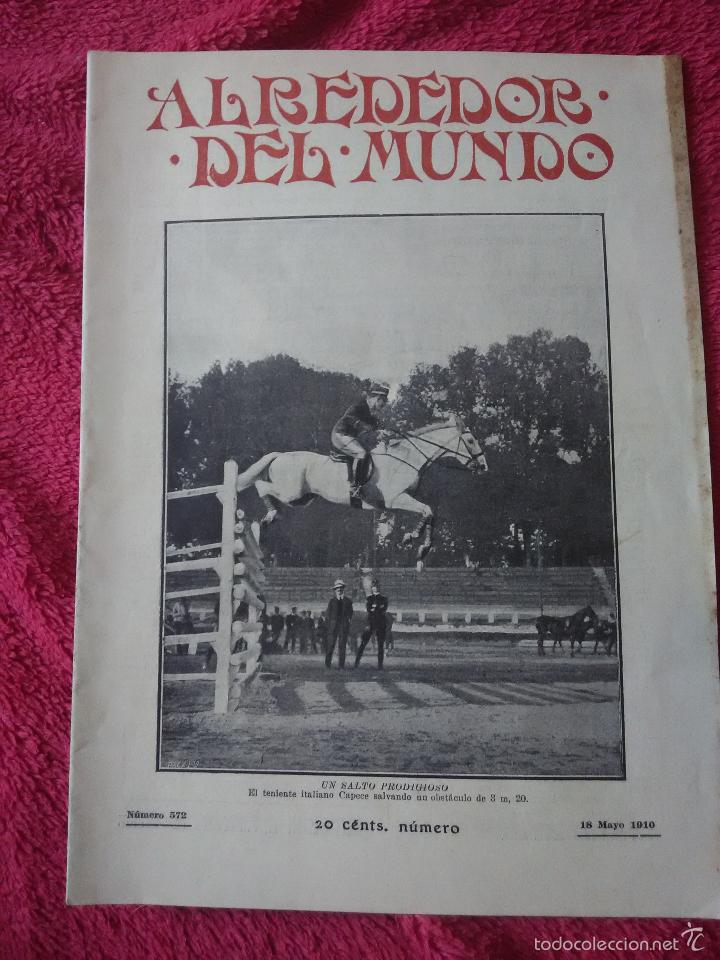 ALREDEDOR·
·DEL·MUNDO
UN SALTO PRODIGIOSO
El teniente italiano Capece salvando un obstáculo de 3 m, 20.
Número 572
20 cénts. número
18 Mayo 1910
todocoleccion.net